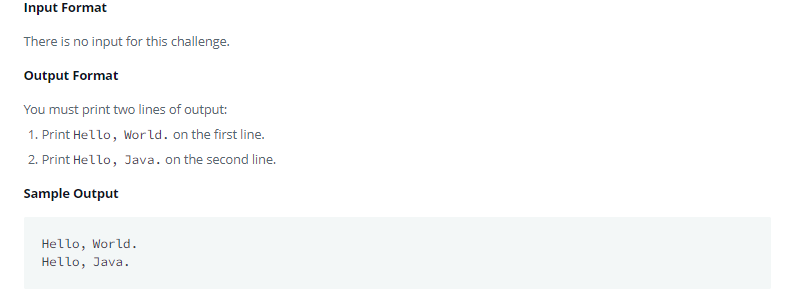 Input Format
There is no input for this challenge.
Output Format
You must print two lines of output:
1. Print Hello, World. on the first line.
2. Print Hello, Java. on the second line.
Sample Output
Hello, World.
Hello, Java.